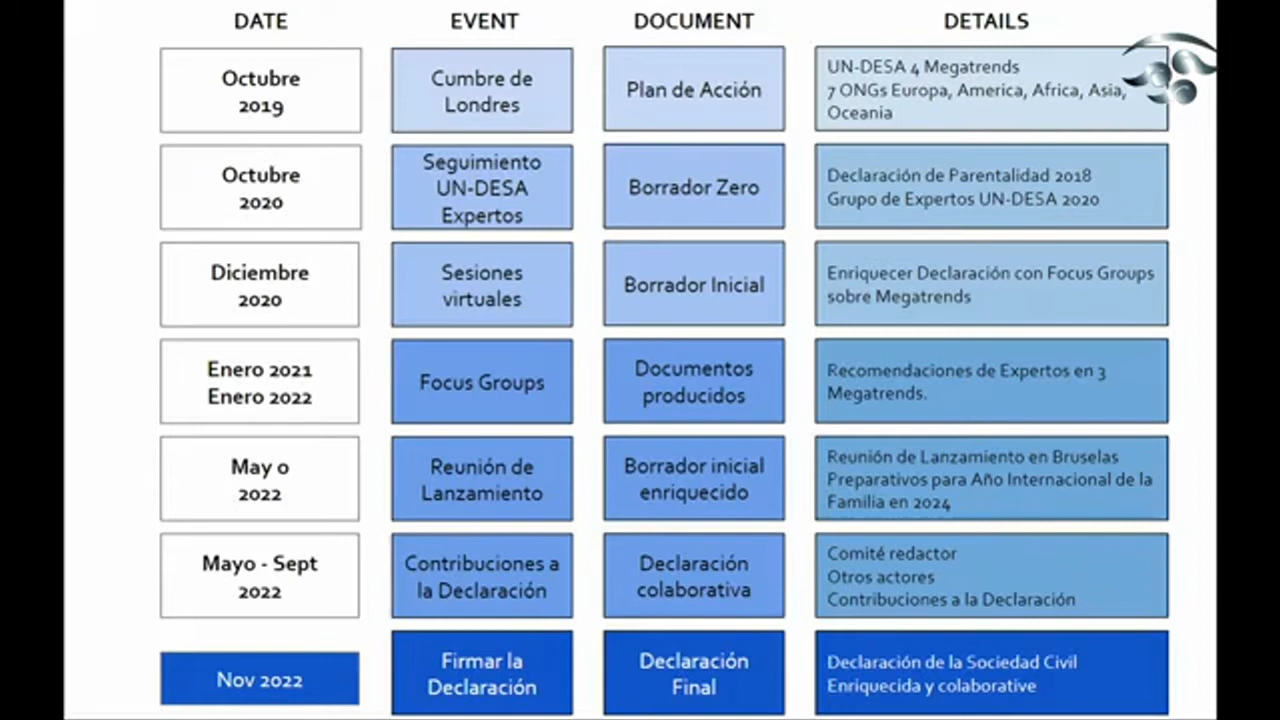 DATE EVENT DOCUMENT DETAILS
Octubre
2019
Cumbre de
Londres
Plan de Acción
UN-DESA 4 Megatrends
7 ONGs Europa, America, Africa, Asia,
Oceania
Octubre
2020
Seguimiento
UN-DESA
Expertos
Borrador Zero
Declaración de Parentalidad 2018
Grupo de Expertos UN-DESA 2020
Diciembre
2020
Sesiones
virtuales
Borrador Inicial
Enriquecer Declaración con Focus Groups
sobre Megatrends
Enero 2021
Enero 2022
Focus Groups
Documentos
producidos
Recomendaciones de Expertos en 3
Megatrends.
May o
2022
Reunión de
Lanzamiento
Borrador inicial
enriquecido
Reunión de Lanzamiento en Bruselas
Preparativos para Año Internacional de la
Familia en 2024
Mayo - Sept
2022
Contribuciones a
la Declaración
Declaración
colaborativa
Comité redactor
Otros actores
Contribuciones a la Declaración
Nov 2022
Firmar la
Declaración
Declaración
Final
Declaración de la Sociedad Civil
Enriquecida y colaborative